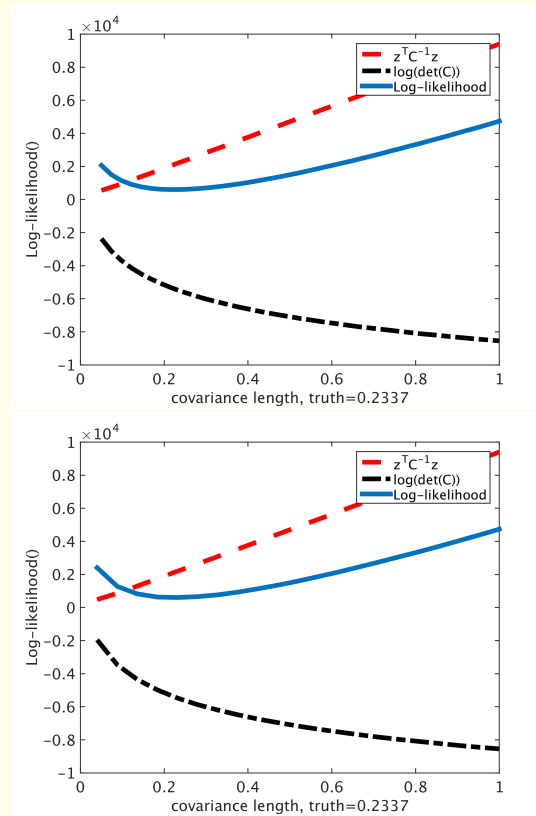 ×10⁴
1
0.8
0.6
0.4
0.2
0
−0.2
−0.4
−0.6
−0.8
−1
Log−likelihood()
zᵀC⁻¹z
log(det(C))
Log−likelihood
0 0.2 0.4 0.6 0.8 1
covariance length, truth=0.2337
×10⁴
1
0.8
0.6
0.4
0.2
0
−0.2
−0.4
−0.6
−0.8
−1
Log−likelihood()
zᵀC⁻¹z
log(det(C))
Log−likelihood
0 0.2 0.4 0.6 0.8 1
covariance length, truth=0.2337